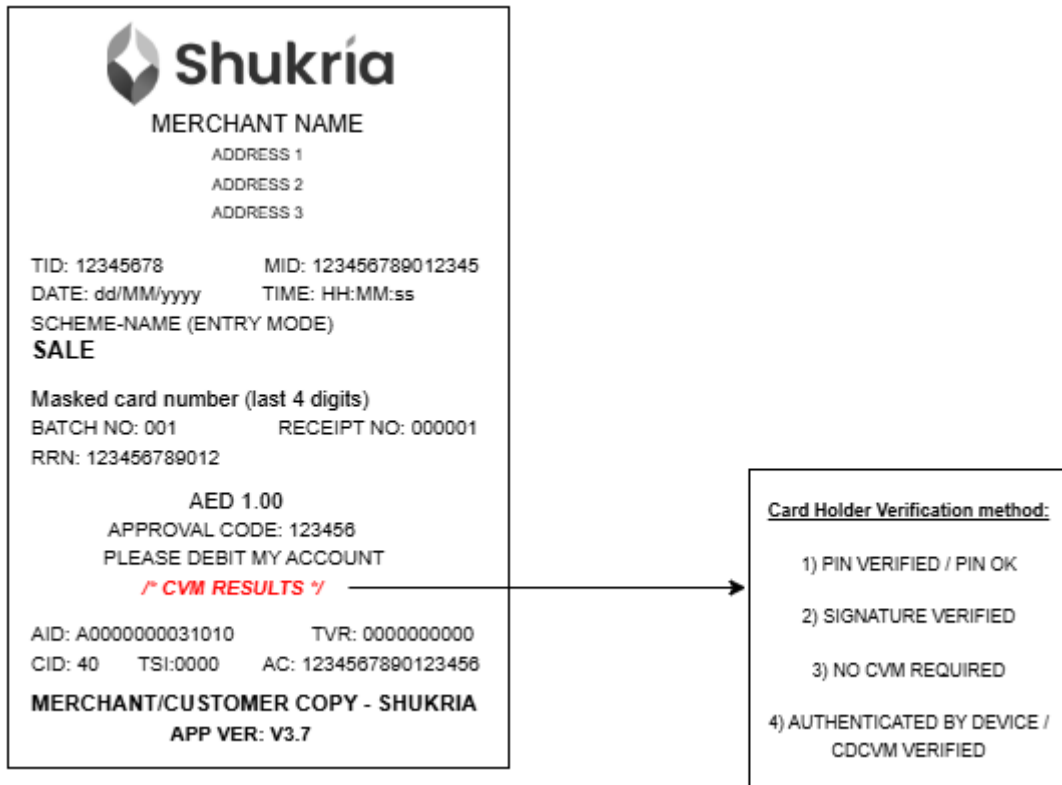 Shukria
MERCHANT NAME
ADDRESS 1
ADDRESS 2
ADDRESS 3
TID: 12345678 MID: 123456789012345
DATE: dd/MM/yyyy TIME: HH:MM:ss
SCHEME-NAME (ENTRY MODE)
SALE
Masked card number (last 4 digits)
BATCH NO: 001 RECEIPT NO: 000001
RRN: 123456789012
AED 1.00
APPROVAL CODE: 123456
PLEASE DEBIT MY ACCOUNT
/* CVM RESULTS */
AID: A0000000031010 TVR: 0000000000
CID: 40 TSI:0000 AC: 1234567890123456
MERCHANT/CUSTOMER COPY - SHUKRIA
APP VER: V3.7
Card Holder Verification method:
1) PIN VERIFIED / PIN OK
2) SIGNATURE VERIFIED
3) NO CVM REQUIRED
4) AUTHENTICATED BY DEVICE /
CDCVM VERIFIED